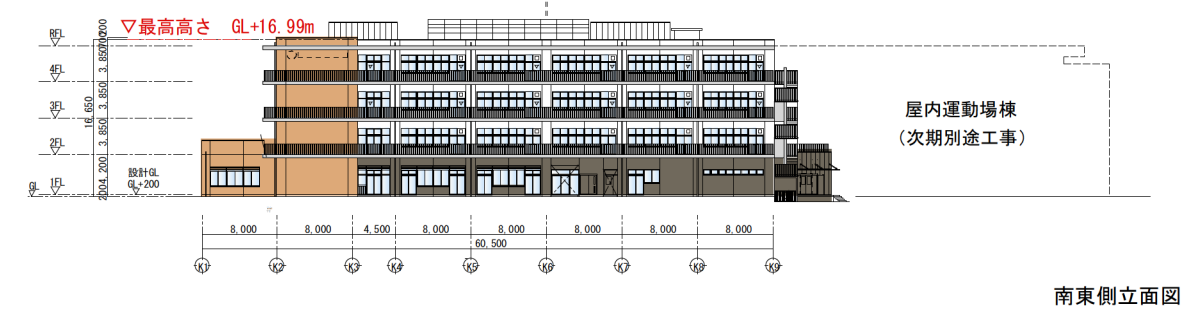 ▽最高高さ GL+16.99m
RFL
4FL
3FL
2FL
1FL
GL
200
700
3,850
3,850
3,850
4,200
200
16,650
設計GL
GL+200
屋内運動場棟
（次期別途工事）
8,000 8,000 4,500 8,000 8,000 8,000 8,000 8,000
60,500
K1 K2 K3 K4 K5 K6 K7 K8 K9
南東側立面図